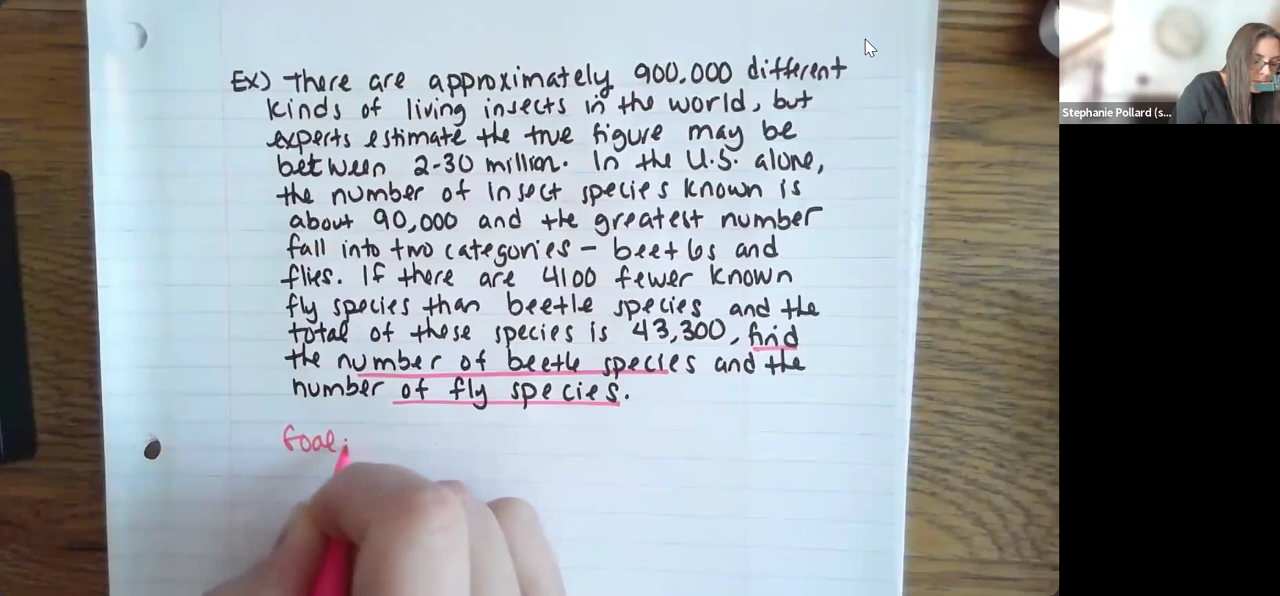 Ex) There are approximately 900,000 different
kinds of living insects in the world, but
experts estimate the true figure may be
between 2-30 million. In the U.S. alone,
the number of insect species known is
about 90,000 and the greatest number
fall into two categories - beetles and
flies. If there are 4100 fewer known
fly species than beetle species and the
total of these species is 43,300, find
the number of beetle species and the
number of fly species.
Goal:
Stephanie Pollard (s...